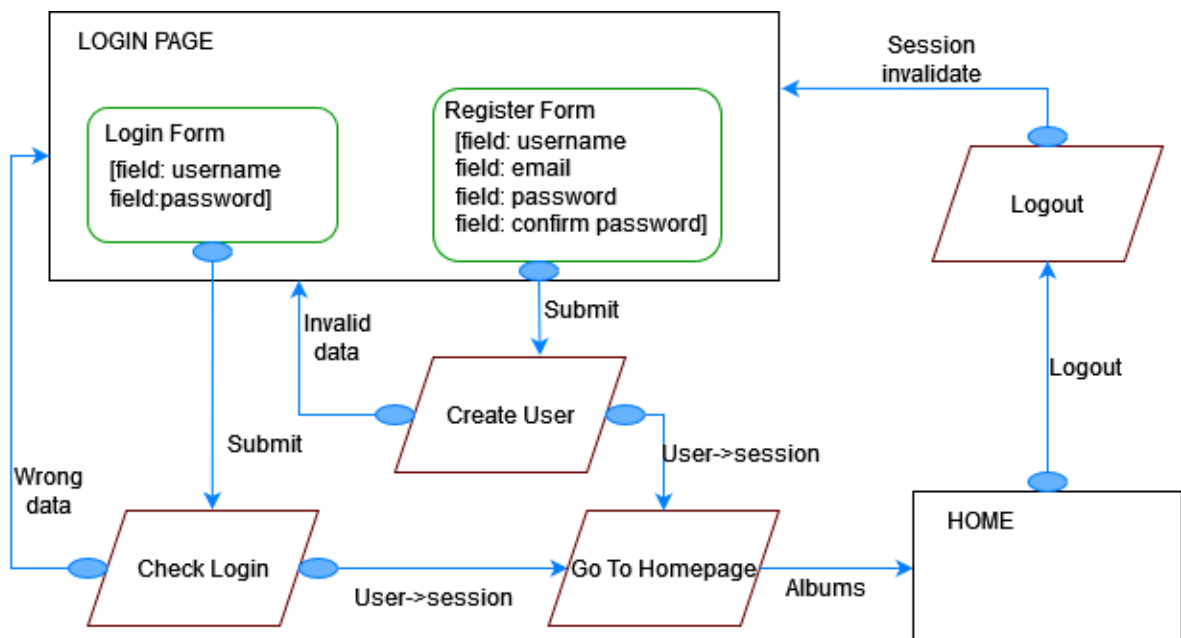 LOGIN PAGE
Login Form
[field: username
field:password]
Register Form
[field: username
field: email
field: password
field: confirm password]
Session
invalidate
Logout
Submit
Invalid
data
Create User
Logout
User->session
Submit
Wrong
data
Check Login
User->session
Go To Homepage
Albums
HOME